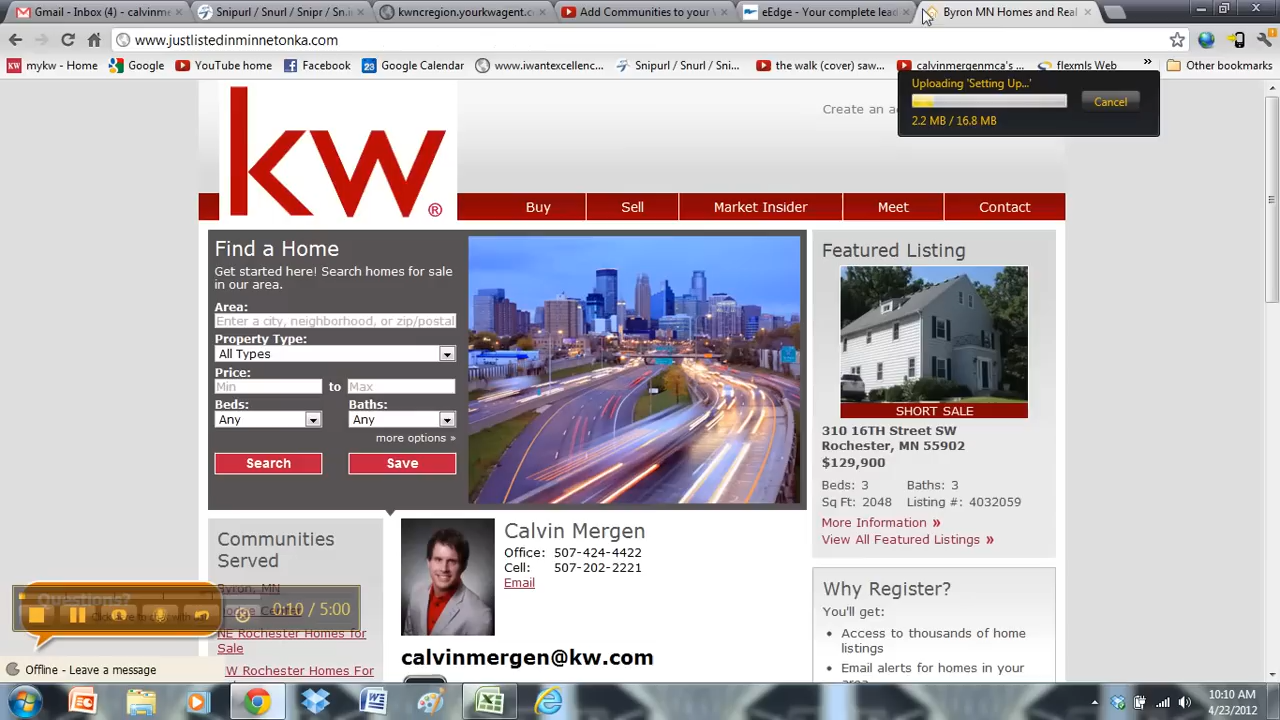 Gmail - Inbox (4) - calvinm
Snipurl / Snurl / Snipr / Sn.
kwncregion.yourkwagent.c
Add Communities to your
eEdge - Your complete lead
Byron MN Homes and Real
www.justlistedinminnetonka.com
mykw - Home
Google
YouTube home
Facebook
Google Calendar
www.iwantexcellenc...
Snipurl / Snurl / Sni...
the walk (cover) saw...
calvinmergenmca's ...
flexmls Web
»
Other bookmarks
Uploading 'Setting Up...'
Cancel
2.2 MB / 16.8 MB
Create an a
kw®
Buy
Sell
Market Insider
Meet
Contact
Find a Home
Get started here! Search homes for sale
in our area.
Area:
Enter a city, neighborhood, or zip/postal
Property Type:
All Types
Price:
Min to Max
Beds: Baths:
Any Any
more options »
Search Save
Featured Listing
SHORT SALE
310 16TH Street SW
Rochester, MN 55902
$129,900
Beds: 3 Baths: 3
Sq Ft: 2048 Listing #: 4032059
More Information »
View All Featured Listings »
Communities
Served
Byron, MN
NE Rochester Homes for
Sale
W Rochester Homes For
Calvin Mergen
Office: 507-424-4422
Cell: 507-202-2221
Email
calvinmergen@kw.com
Why Register?
You'll get:
• Access to thousands of home
listings
• Email alerts for homes in your
Questions?
0:10 / 5:00
Offline - Leave a message
10:10 AM
4/23/2012